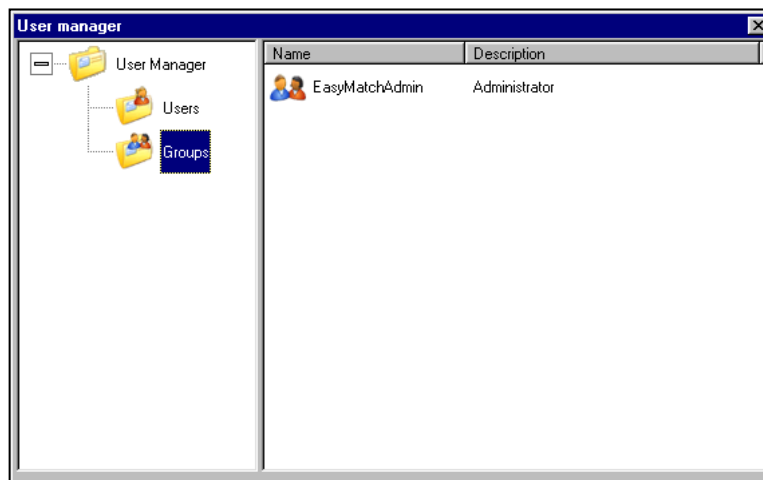 User manager
User Manager
Users
Groups
Name Description
EasyMatchAdmin Administrator